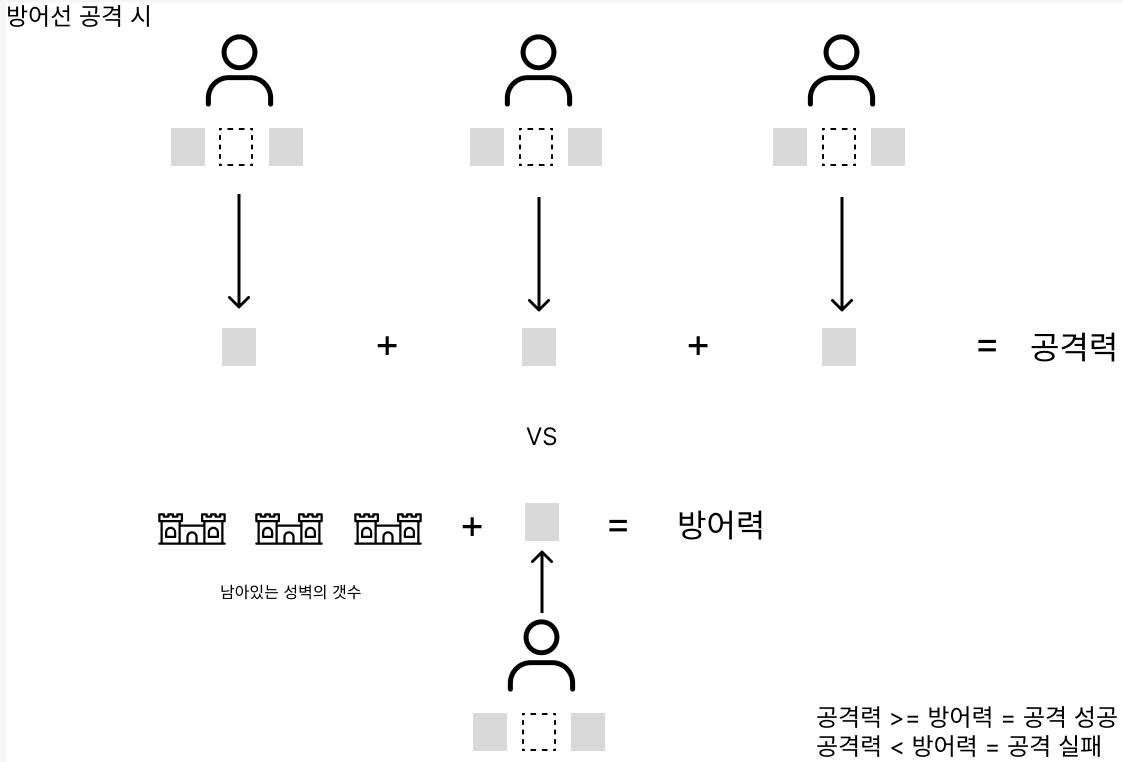 방어선 공격 시
+ + = 공격력
VS
+ = 방어력
남아있는 성벽의 갯수
공격력 >= 방어력 = 공격 성공
공격력 < 방어력 = 공격 실패